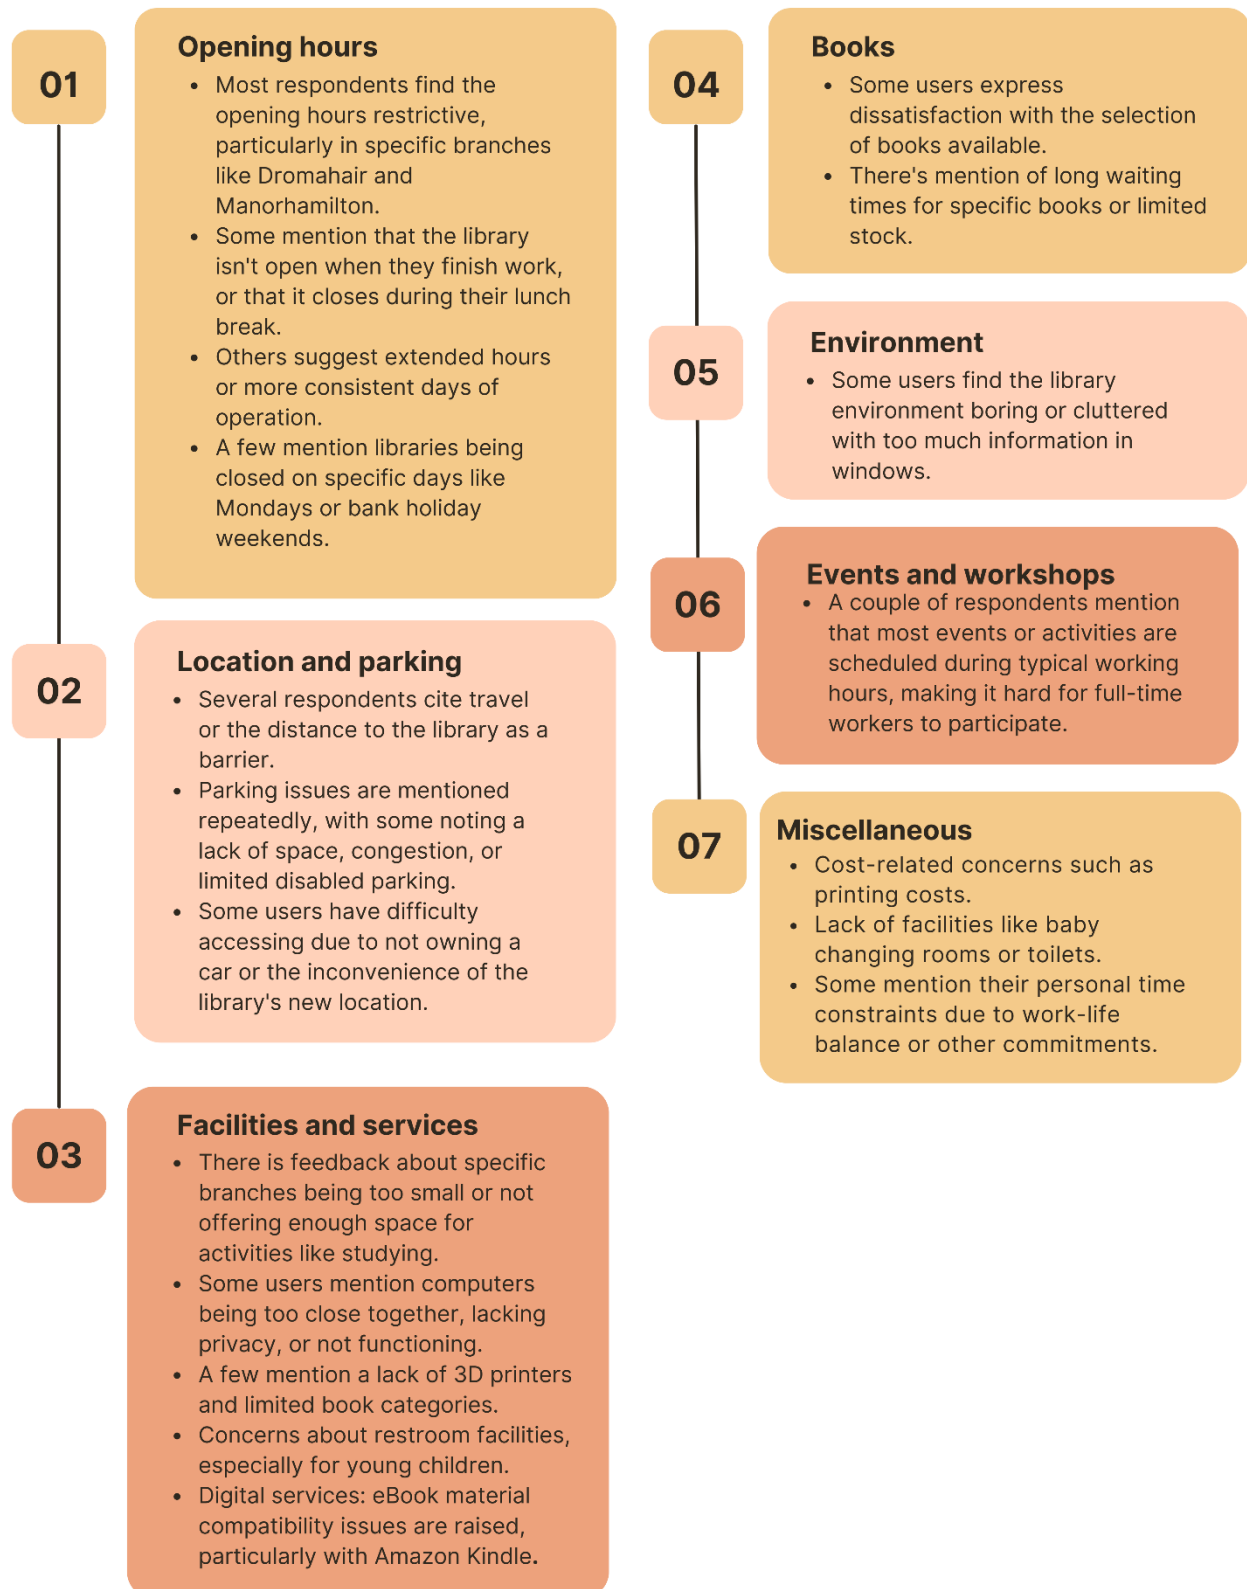 01
Opening hours
• Most respondents find the
opening hours restrictive,
particularly in specific branches
like Dromahair and
Manorhamilton.
• Some mention that the library
isn't open when they finish work,
or that it closes during their lunch
break.
• Others suggest extended hours
or more consistent days of
operation.
• A few mention libraries being
closed on specific days like
Mondays or bank holiday
weekends.
02
Location and parking
• Several respondents cite travel
or the distance to the library as a
barrier.
• Parking issues are mentioned
repeatedly, with some noting a
lack of space, congestion, or
limited disabled parking.
• Some users have difficulty
accessing due to not owning a
car or the inconvenience of the
library's new location.
03
Facilities and services
• There is feedback about specific
branches being too small or not
offering enough space for
activities like studying.
• Some users mention computers
being too close together, lacking
privacy, or not functioning.
• A few mention a lack of 3D printers
and limited book categories.
• Concerns about restroom facilities,
especially for young children.
• Digital services: eBook material
compatibility issues are raised,
particularly with Amazon Kindle.
04
Books
• Some users express
dissatisfaction with the selection
of books available.
• There's mention of long waiting
times for specific books or limited
stock.
05
Environment
• Some users find the library
environment boring or cluttered
with too much information in
windows.
06
Events and workshops
• A couple of respondents mention
that most events or activities are
scheduled during typical working
hours, making it hard for full-time
workers to participate.
07
Miscellaneous
• Cost-related concerns such as
printing costs.
• Lack of facilities like baby
changing rooms or toilets.
• Some mention their personal time
constraints due to work-life
balance or other commitments.